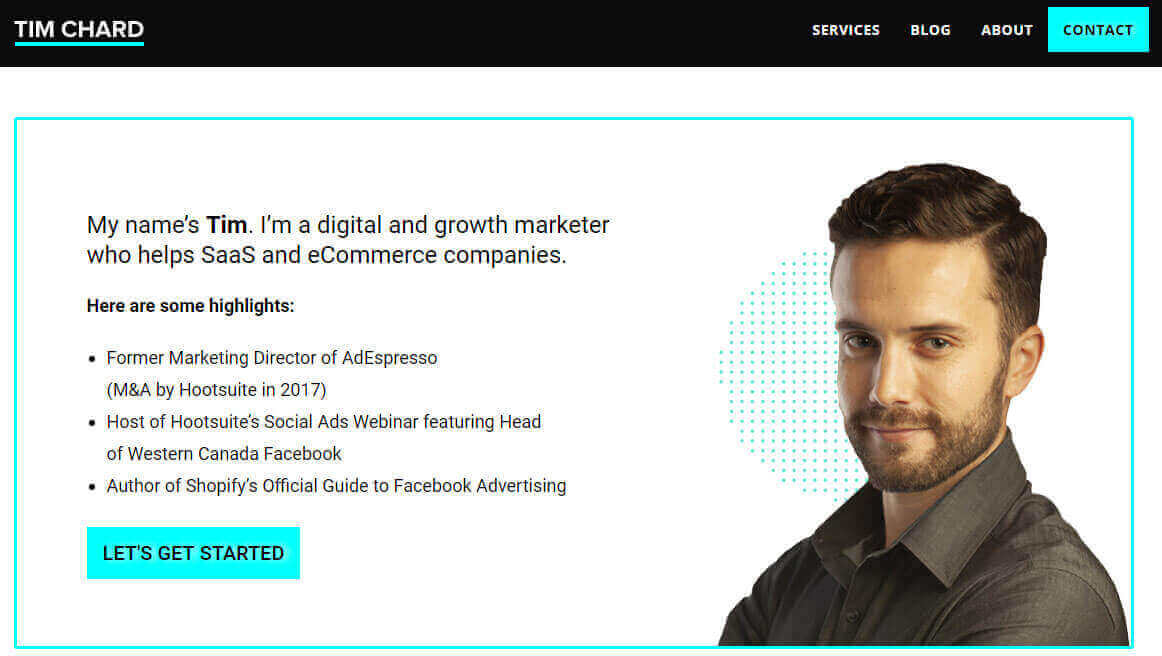 TIM CHARD
SERVICES BLOG ABOUT CONTACT
My name’s Tim. I’m a digital and growth marketer
who helps SaaS and eCommerce companies.
Here are some highlights:
Former Marketing Director of AdEspresso
(M&A by Hootsuite in 2017)
Host of Hootsuite’s Social Ads Webinar featuring Head
of Western Canada Facebook
Author of Shopify’s Official Guide to Facebook Advertising
LET'S GET STARTED